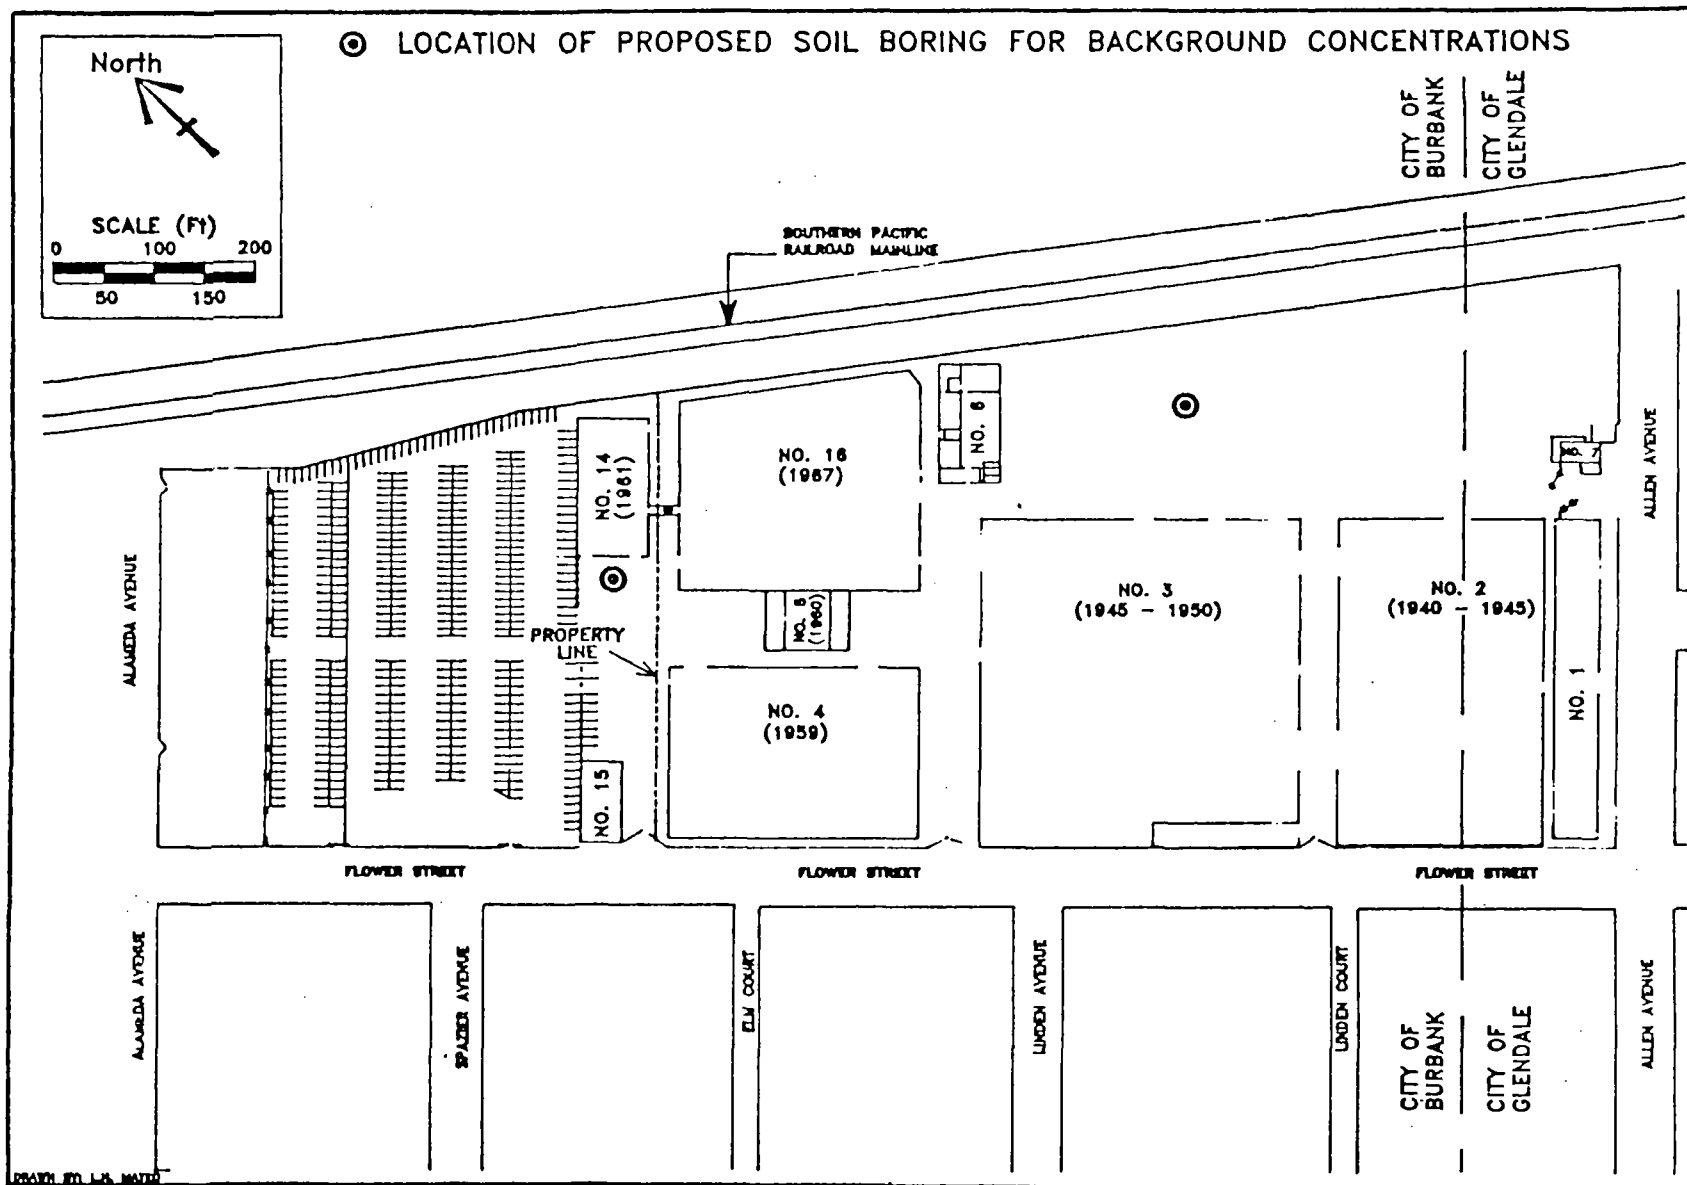 LOCATION OF PROPOSED SOIL BORING FOR BACKGROUND CONCENTRATIONS
North
SCALE (Ft)
0 100 200
50 150
CITY OF
BURBANK
CITY OF
GLENDALE
SOUTHERN PACIFIC
RAILROAD MAINLINE
NO. 14
(1961)
NO. 16
(1967)
NO. 6
NO. 7
ALLEN AVENUE
ALAMEDA AVENUE
PROPERTY
LINE
(1960)
NO. 3
(1945 - 1950)
NO. 2
(1940 - 1945)
NO. 1
NO. 4
(1959)
NO. 15
FLOWER STREET
FLOWER STREET
FLOWER STREET
ALAMEDA AVENUE
SPAZIER AVENUE
ELM COURT
LINDEN AVENUE
LINDEN COURT
CITY OF
BURBANK
CITY OF
GLENDALE
ALLEN AVENUE
DRAWN BY